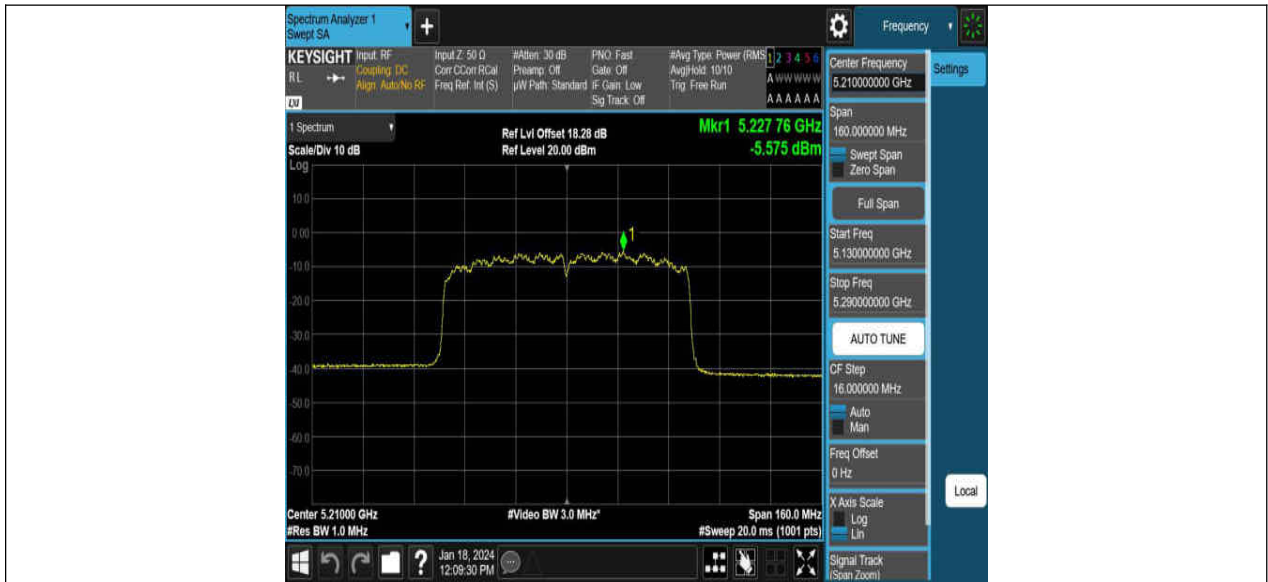 Spectrum Analyzer 1
Swept SA
+
Frequency
KEYSIGHT
RL
LXI
Input: RF
Coupling: DC
Align: Auto/No RF
Input Z: 50 Ω
Corr CCorr RCal
Freq Ref: Int (S)
#Atten: 30 dB
Preamp: Off
µW Path: Standard
PNO: Fast
Gate: Off
IF Gain: Low
Sig Track: Off
#Avg Type: Power (RMS
Avg|Hold: 10/10
Trig: Free Run
1 2 3 4 5 6
A W W W W W
A A A A A A
1 Spectrum
Scale/Div 10 dB
Log
Ref Lvl Offset 18.28 dB
Ref Level 20.00 dBm
Mkr1 5.227 76 GHz
-5.575 dBm
10.0
0.00
-10.0
-20.0
-30.0
-40.0
-50.0
-60.0
-70.0
1
Center 5.21000 GHz
#Res BW 1.0 MHz
#Video BW 3.0 MHz*
Span 160.0 MHz
#Sweep 20.0 ms (1001 pts)
Center Frequency
5.210000000 GHz
Settings
Span
160.000000 MHz
Swept Span
Zero Span
Full Span
Start Freq
5.130000000 GHz
Stop Freq
5.290000000 GHz
AUTO TUNE
CF Step
16.000000 MHz
Auto
Man
Freq Offset
0 Hz
X Axis Scale
Log
Lin
Local
Signal Track
(Span Zoom)
?
Jan 18, 2024
12:09:30 PM